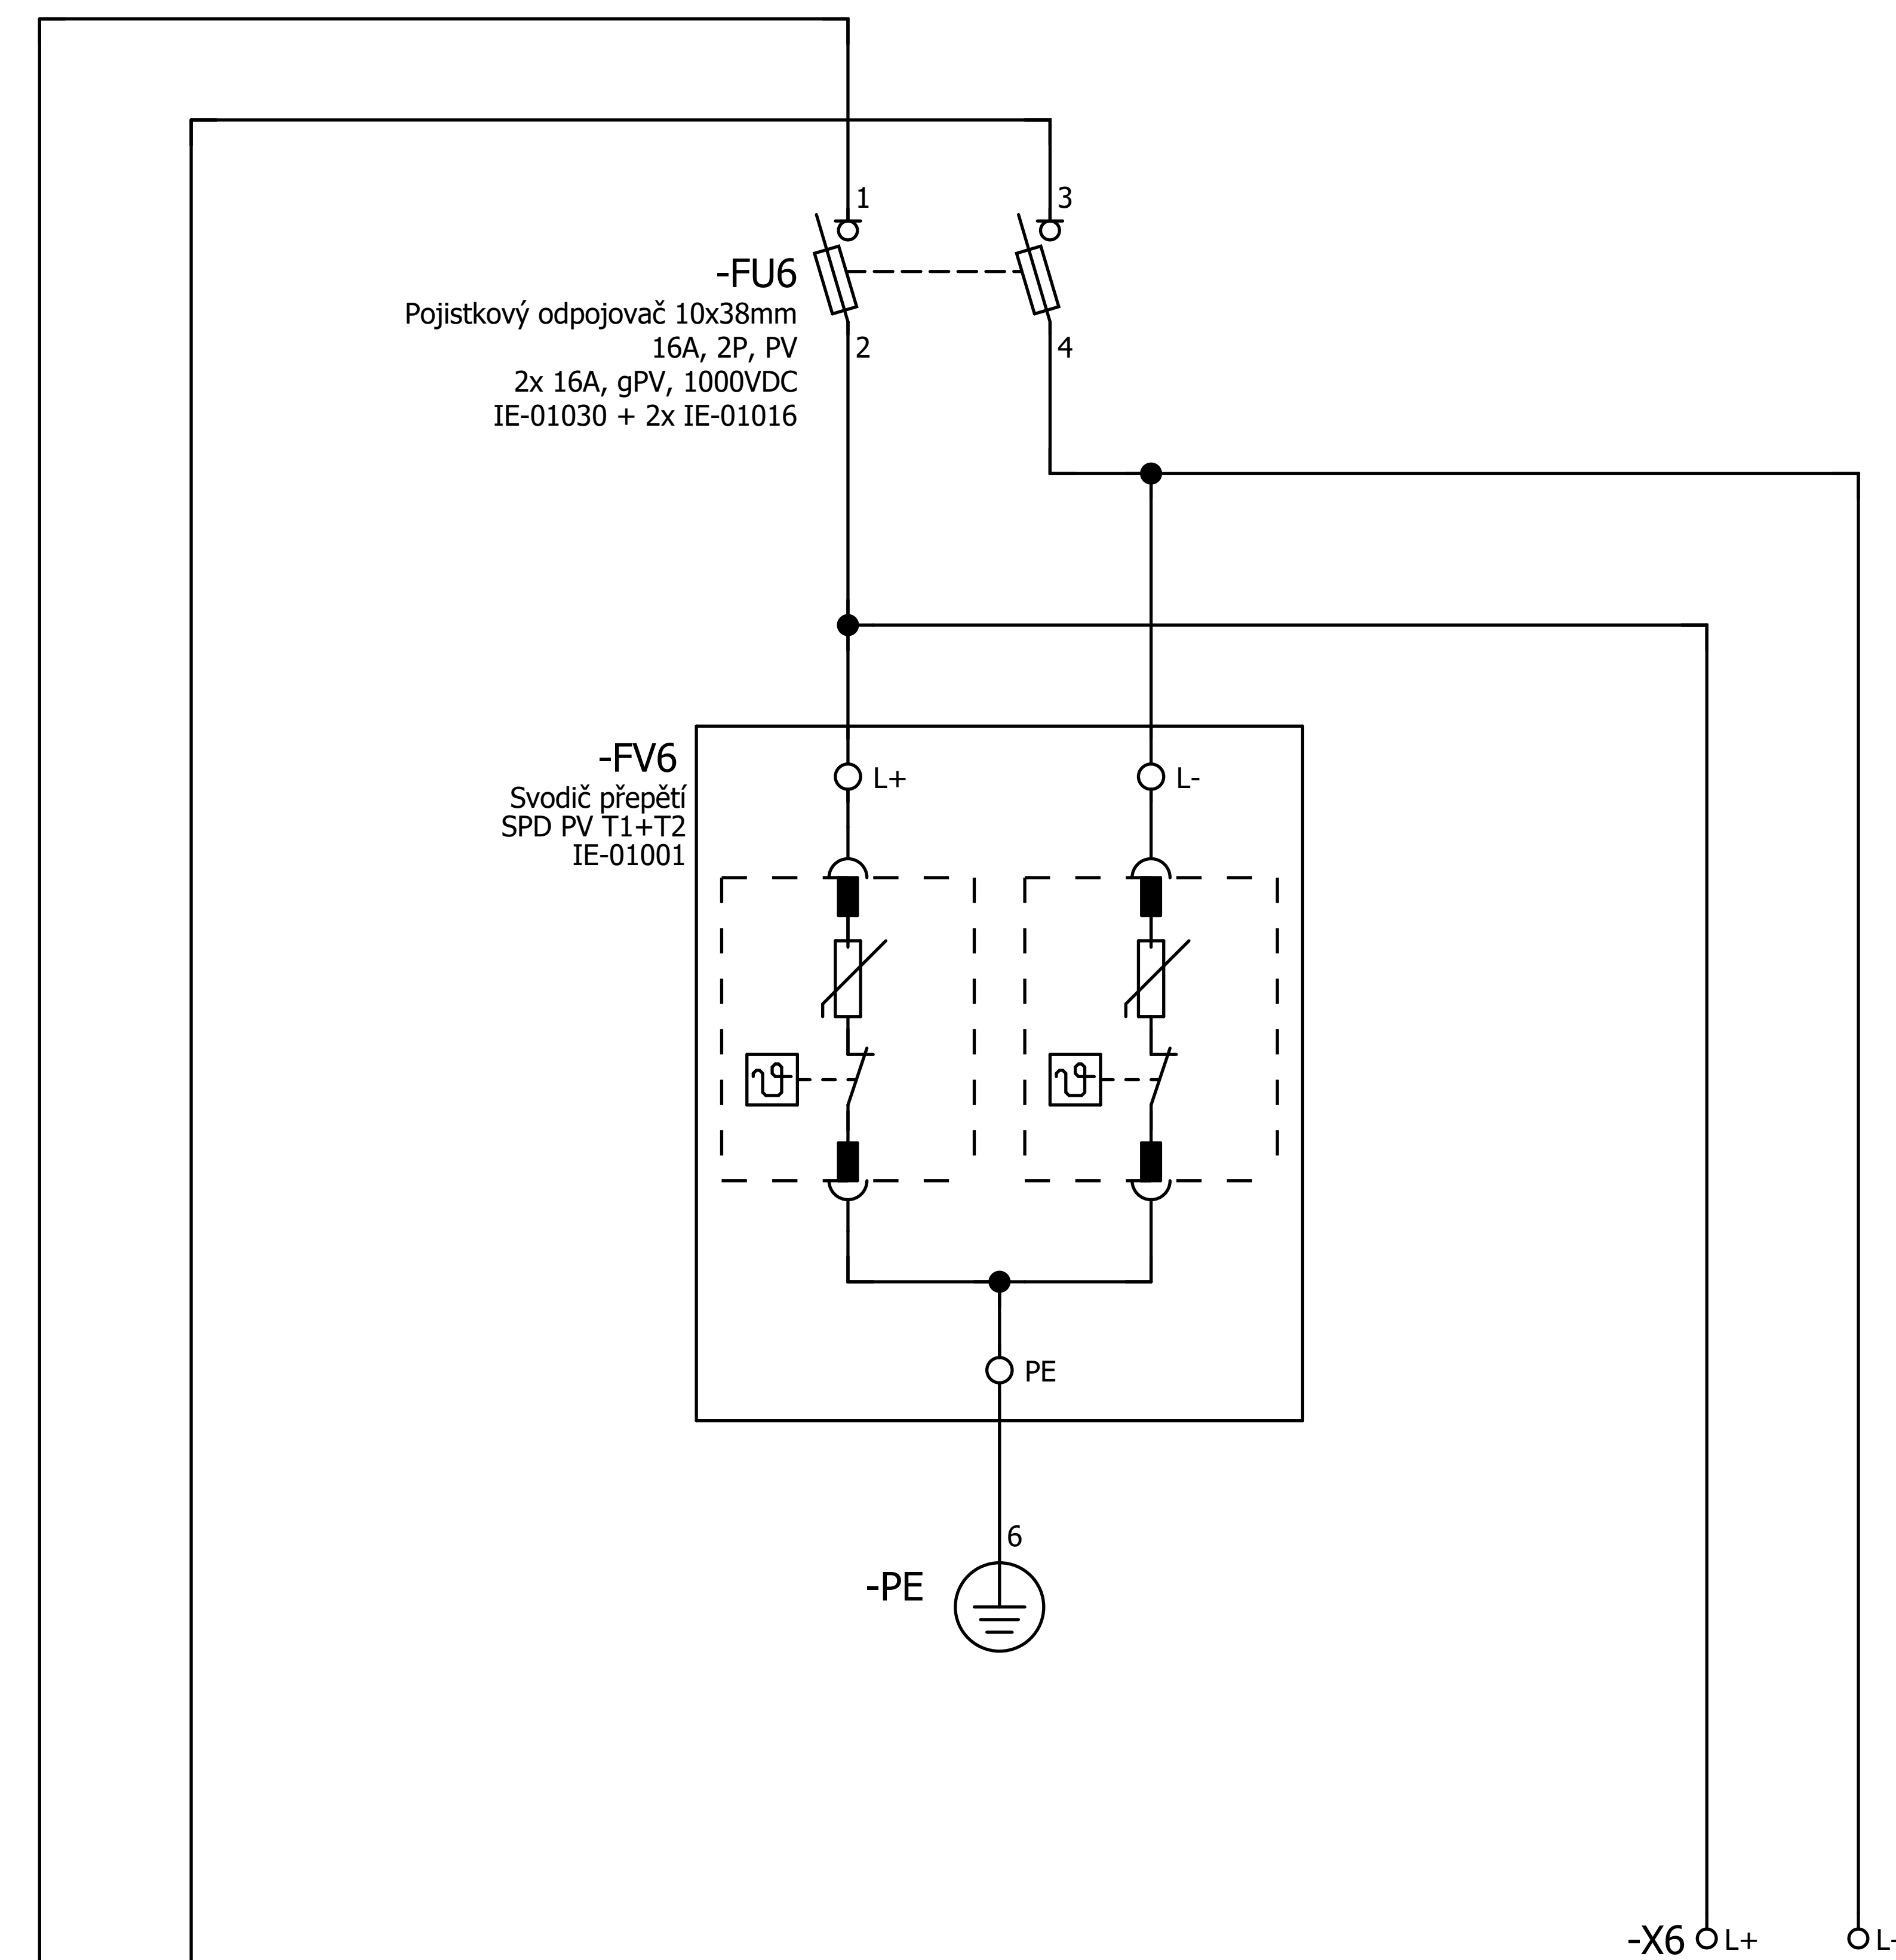 1
3
-FU6
Pojistkový odpojovač 10x38mm
16A, 2P, PV
2x 16A, gPV, 1000VDC
IE-01030 + 2x IE-01016
2
4
-FV6
Svodič přepětí
SPD PV T1+T2
IE-01001
L+
L-
PE
6
-PE
-X6
L+
L-